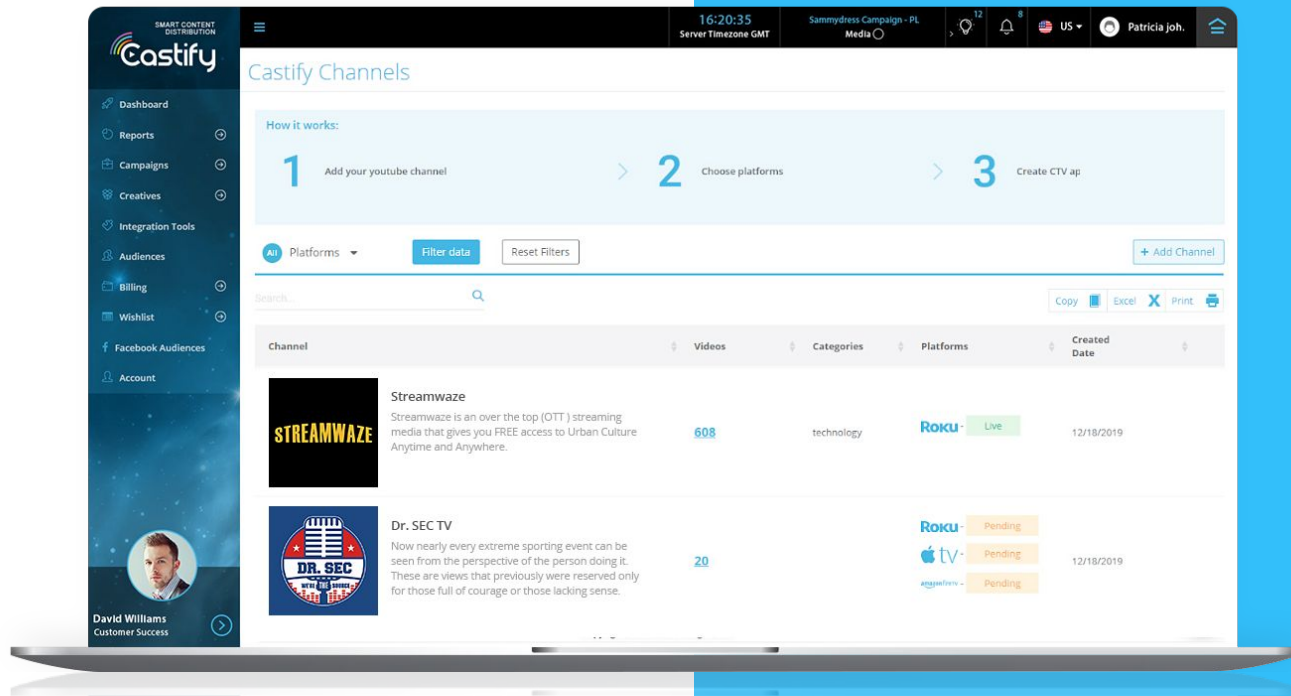 SMART CONTENT
DISTRIBUTION
Castify
16:20:35
Server Timezone GMT
Sammydress Campaign - PL
Media
12
8
US
Patricia joh.
Castify Channels
Dashboard
Reports
Campaigns
Creatives
Integration Tools
Audiences
Billing
Wishlist
Facebook Audiences
Account
David Williams
Customer Success
How it works:
1 Add your youtube channel
2 Choose platforms
3 Create CTV ap
All Platforms
Filter data
Reset Filters
+ Add Channel
Search...
Copy Excel Print
Channel Videos Categories Platforms Created
Date
STREAMWAZE
Streamwaze
Streamwaze is an over the top (OTT ) streaming
media that gives you FREE access to Urban Culture
Anytime and Anywhere.
608
technology
ROKU - Live
12/18/2019
DR. SEC
WE'RE THE SOURCE
Dr. SEC TV
Now nearly every extreme sporting event can be
seen from the perspective of the person doing it.
These are views that previously were reserved only
for those full of courage or those lacking sense.
20
ROKU - Pending
tv - Pending
amazon - Pending
12/18/2019